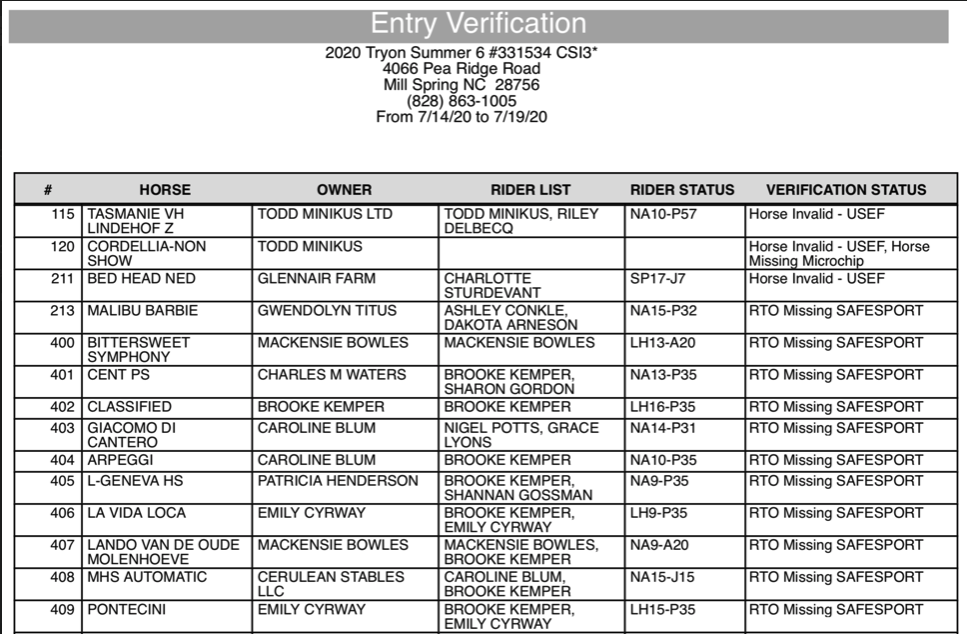 Entry Verification
2020 Tryon Summer 6 #331534 CSI3*
4066 Pea Ridge Road
Mill Spring NC 28756
(828) 863-1005
From 7/14/20 to 7/19/20
# HORSE OWNER RIDER LIST RIDER STATUS VERIFICATION STATUS
115 TASMANIE VH TODD MINIKUS LTD TODD MINIKUS, RILEY NA10-P57 Horse Invalid - USEF
LINDEHOF Z DELBECQ
120 CORDELLIA-NON TODD MINIKUS Horse Invalid - USEF, Horse
SHOW Missing Microchip
211 BED HEAD NED GLENNAIR FARM CHARLOTTE SP17-J7 Horse Invalid - USEF
STURDEVANT
213 MALIBU BARBIE GWENDOLYN TITUS ASHLEY CONKLE, NA15-P32 RTO Missing SAFESPORT
DAKOTA ARNESON
400 BITTERSWEET MACKENSIE BOWLES MACKENSIE BOWLES LH13-A20 RTO Missing SAFESPORT
SYMPHONY
401 CENT PS CHARLES M WATERS BROOKE KEMPER, NA13-P35 RTO Missing SAFESPORT
SHARON GORDON
402 CLASSIFIED BROOKE KEMPER BROOKE KEMPER LH16-P35 RTO Missing SAFESPORT
403 GIACOMO DI CAROLINE BLUM NIGEL POTTS, GRACE NA14-P31 RTO Missing SAFESPORT
CANTERO LYONS
404 ARPEGGI CAROLINE BLUM BROOKE KEMPER NA10-P35 RTO Missing SAFESPORT
405 L-GENEVA HS PATRICIA HENDERSON BROOKE KEMPER, NA9-P35 RTO Missing SAFESPORT
SHANNAN GOSSMAN
406 LA VIDA LOCA EMILY CYRWAY BROOKE KEMPER, LH9-P35 RTO Missing SAFESPORT
EMILY CYRWAY
407 LANDO VAN DE OUDE MACKENSIE BOWLES MACKENSIE BOWLES, NA9-A20 RTO Missing SAFESPORT
MOLENHOEVE BROOKE KEMPER
408 MHS AUTOMATIC CERULEAN STABLES CAROLINE BLUM, NA15-J15 RTO Missing SAFESPORT
LLC BROOKE KEMPER
409 PONTECINI EMILY CYRWAY BROOKE KEMPER, LH15-P35 RTO Missing SAFESPORT
EMILY CYRWAY